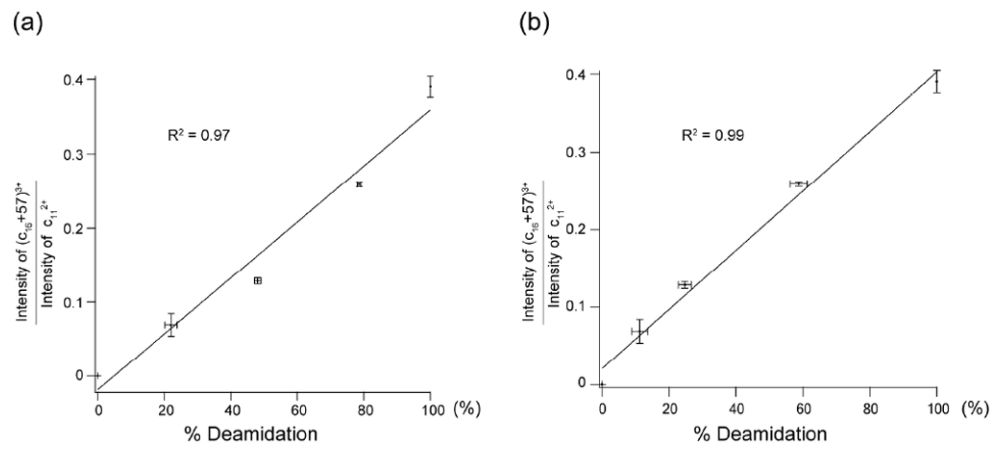 (a)
0.4
0.3
0.2
0.1
0
R² = 0.97
Intensity of (c₁₆+57)³⁺
Intensity of c₁₁²⁺
0 20 40 60 80 100 (%)
% Deamidation
(b)
0.4
0.3
0.2
0.1
0
R² = 0.99
Intensity of (c₁₆+57)³⁺
Intensity of c₁₁²⁺
0 20 40 60 80 100 (%)
% Deamidation